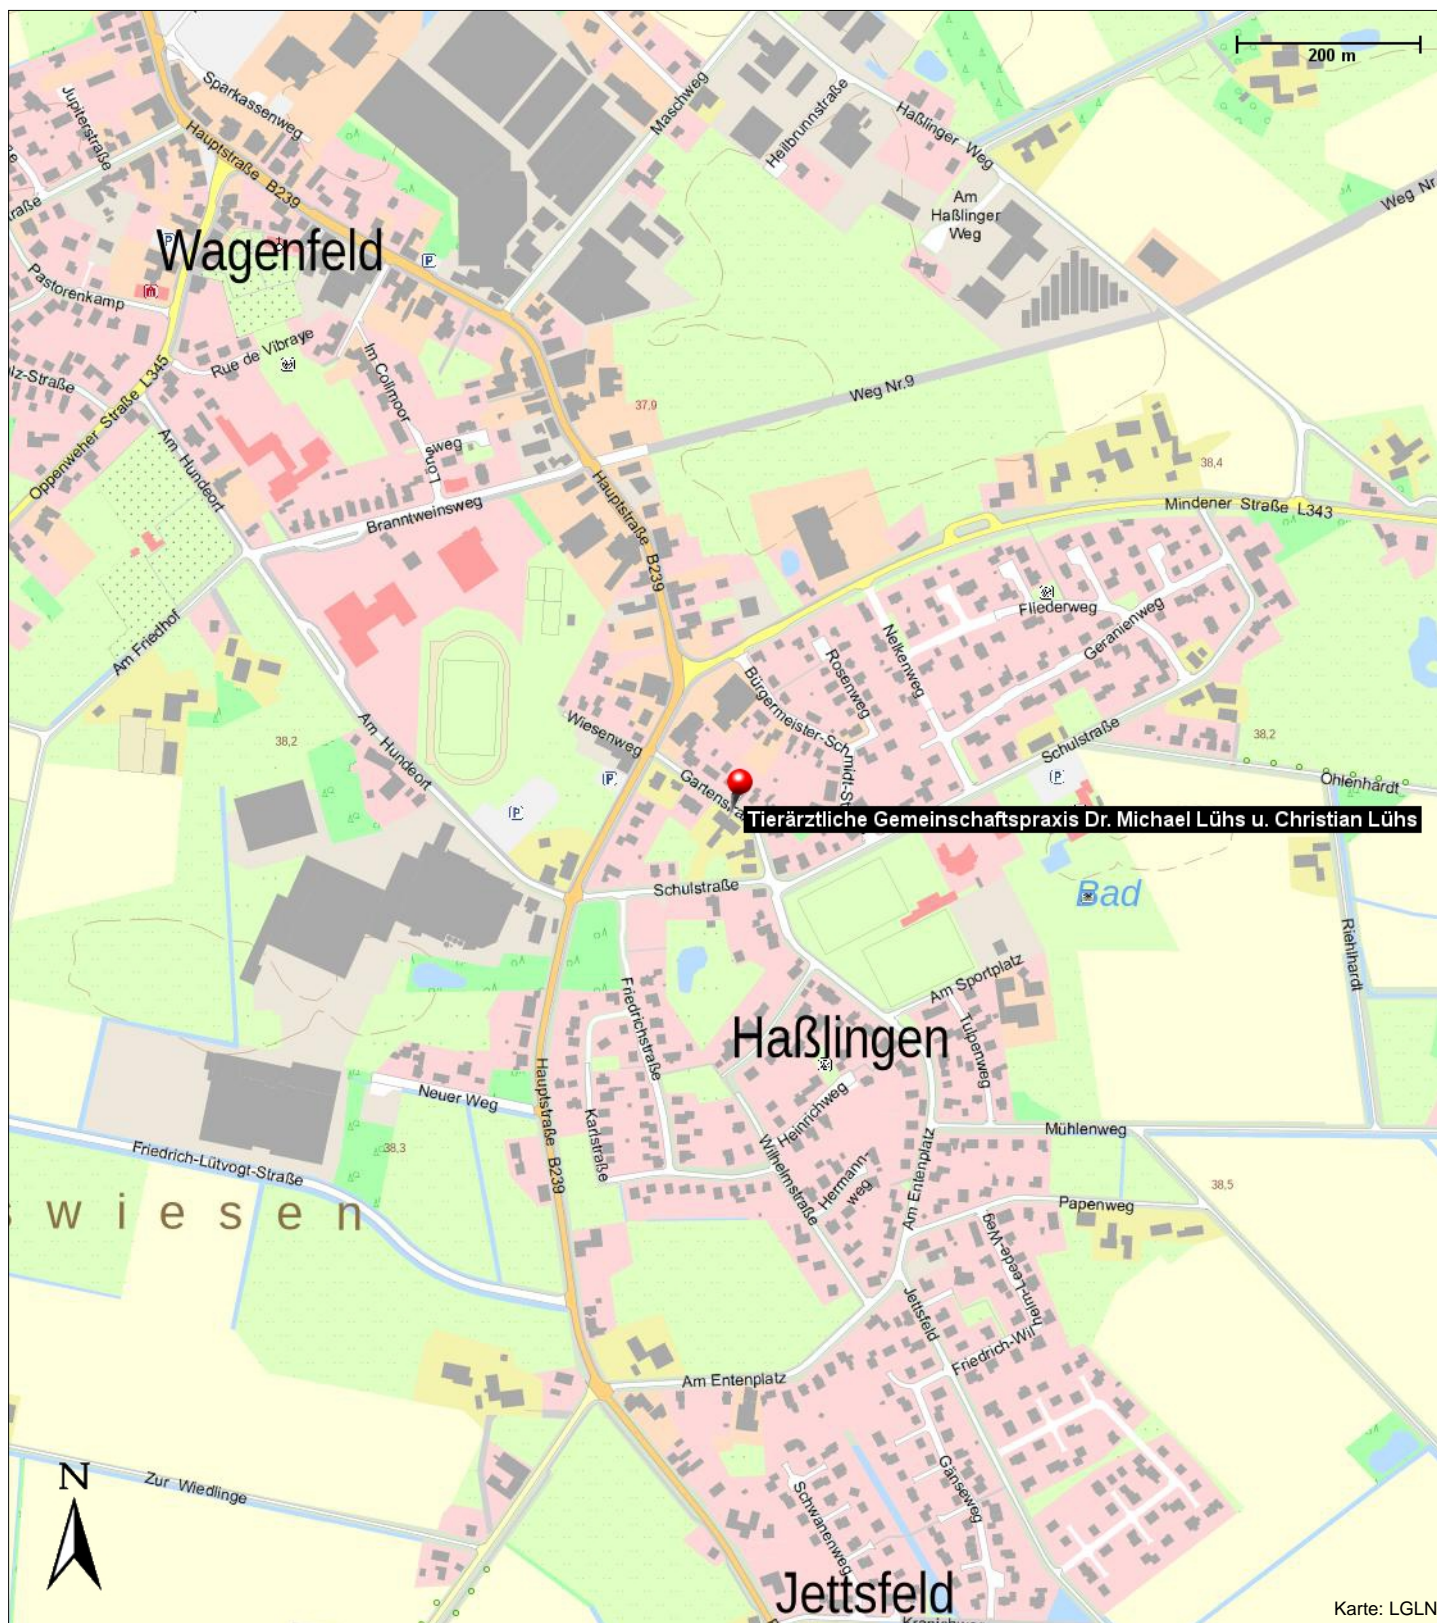 200 m
Sparkassenweg
Jupiterstraße
Hauptstraße B239
Maschweg
Heilbrunnstraße
Haßlinger Weg
Am
Haßlinger
Weg
Wagenfeld
P
P
Pastorenkamp
Rue de Vibraye
Im Collmoor
Weg Nr.9
37,9
Oppenweher Straße L345
Am Hundeort
Branntweinsweg
Hauptstraße B239
38,4
Mindener Straße L343
Am Friedhof
Fliederweg
Geranienweg
Nelkenweg
Rosenweg
Bürgermeister-Schmidt-St
Wiesenweg
38,2
Am Hundeort
Schulstraße
38,2
P
P
P
Ohlenhardt
Tierärztliche Gemeinschaftspraxis Dr. Michael Lühs u. Christian Lühs
Schulstraße
Bad
Riehlhardt
Friedrichstraße
Am Sportplatz
Tulpenweg
Haßlingen
Neuer Weg
Hauptstraße B239
Karlstraße
Heinrichweg
Wilhelmstraße
Hermann-
weg
Am Entenplatz
Mühlenweg
38,3
Friedrich-Lütvogt-Straße
wiesen
Papenweg
38,5
Friedrich-Wilhelm-Leede-Weg
Jettsfeld
Am Entenplatz
Gänseweg
Schwanenweg
Zur Wiedlinge
N
Jettsfeld
Karte: LGLN